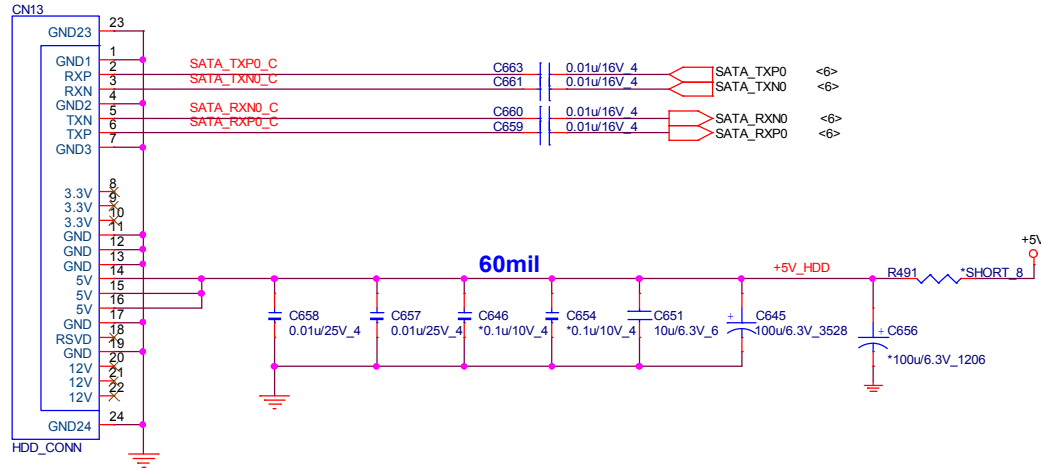 CN13
GND23 23
GND1 1
RXP 2 SATA_TXP0_C C663 0.01u/16V_4 SATA_TXP0 <6>
RXN 3 SATA_TXN0_C C661 0.01u/16V_4 SATA_TXN0 <6>
GND2 4
TXN 5 SATA_RXN0_C C660 0.01u/16V_4 SATA_RXN0 <6>
TXP 6 SATA_RXP0_C C659 0.01u/16V_4 SATA_RXP0 <6>
GND3 7
3.3V 8
3.3V 9
3.3V 10
GND 11
GND 12
GND 13
5V 14
5V 15
5V 16
GND 17
RSVD 18
GND 19
12V 20
12V 21
12V 22
GND24 24
HDD_CONN
60mil
+5V_HDD
R491 *SHORT_8
+5V
C658
0.01u/25V_4
C657
0.01u/25V_4
C646
*0.1u/10V_4
C654
*0.1u/10V_4
C651
10u/6.3V_6
+ C645
100u/6.3V_3528
+ C656
*100u/6.3V_1206